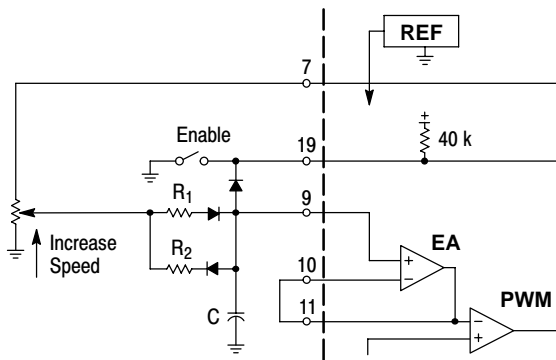 REF
7
Enable
19
40 k
R1
9
EA
Increase
Speed
R2
10
PWM
C
11
+
−
−
+
+